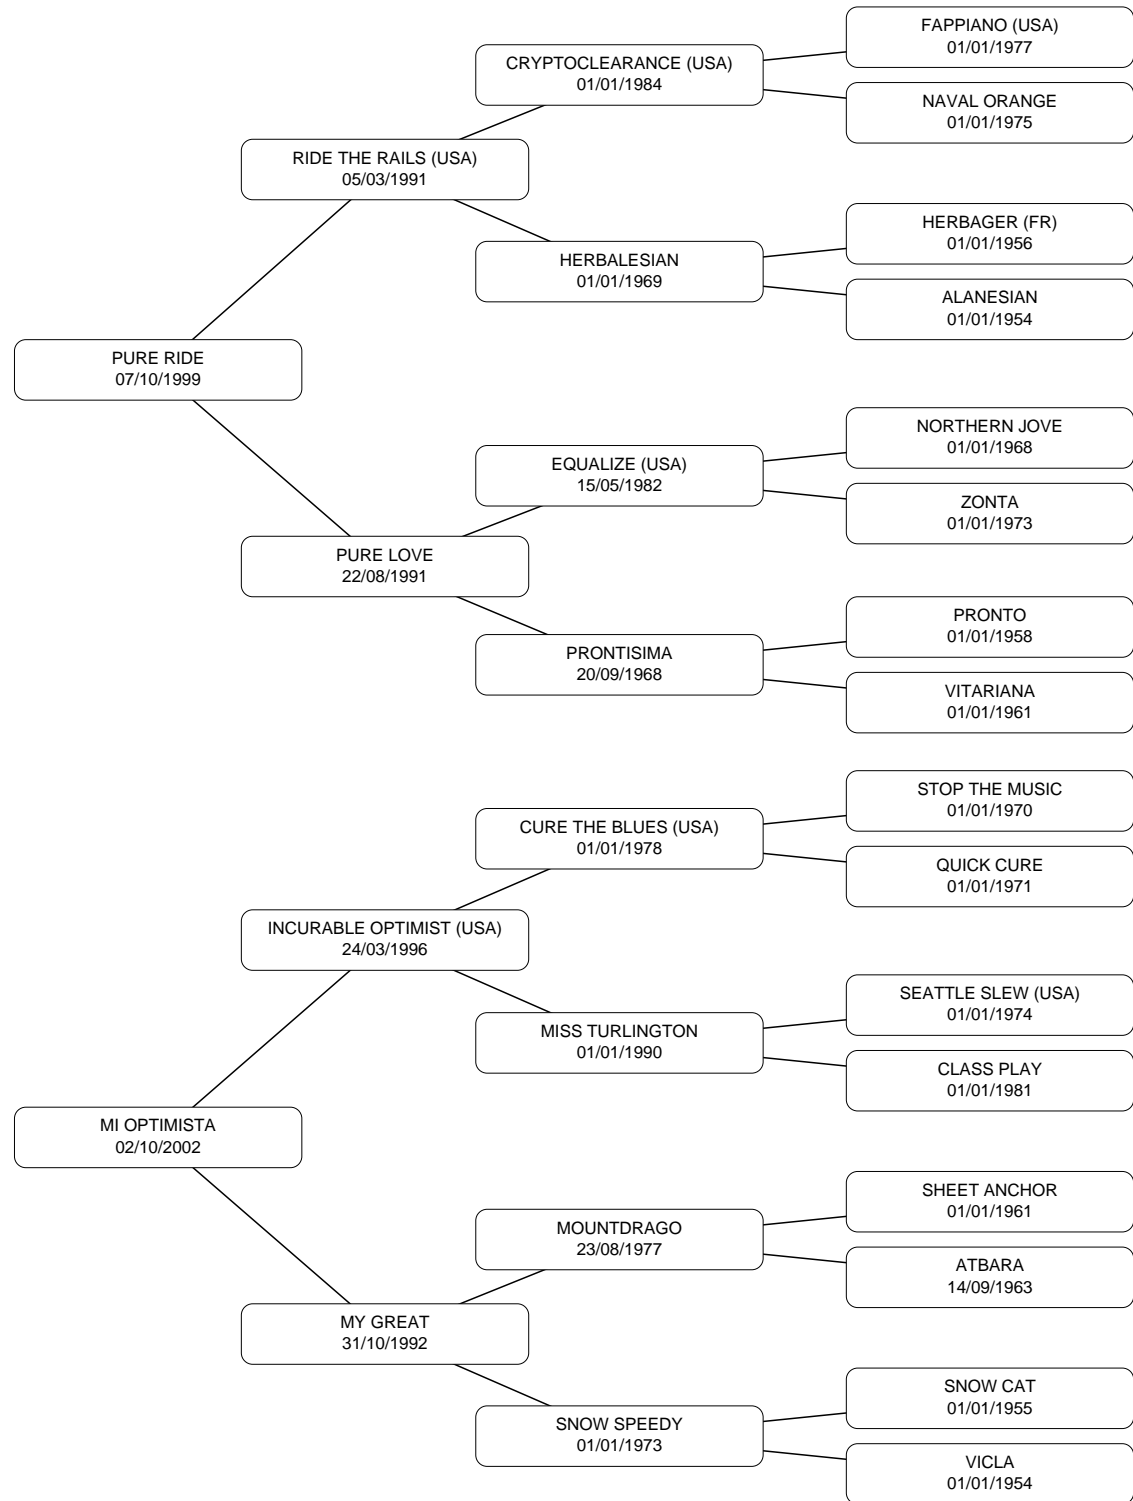 FAPPIANO (USA)
01/01/1977
CRYPTOCLEARANCE (USA)
01/01/1984
NAVAL ORANGE
01/01/1975
RIDE THE RAILS (USA)
05/03/1991
HERBAGER (FR)
01/01/1956
HERBALESIAN
01/01/1969
ALANESIAN
01/01/1954
PURE RIDE
07/10/1999
NORTHERN JOVE
01/01/1968
EQUALIZE (USA)
15/05/1982
ZONTA
01/01/1973
PURE LOVE
22/08/1991
PRONTO
01/01/1958
PRONTISIMA
20/09/1968
VITARIANA
01/01/1961
STOP THE MUSIC
01/01/1970
CURE THE BLUES (USA)
01/01/1978
QUICK CURE
01/01/1971
INCURABLE OPTIMIST (USA)
24/03/1996
SEATTLE SLEW (USA)
01/01/1974
MISS TURLINGTON
01/01/1990
CLASS PLAY
01/01/1981
MI OPTIMISTA
02/10/2002
SHEET ANCHOR
01/01/1961
MOUNTDRAGO
23/08/1977
ATBARA
14/09/1963
MY GREAT
31/10/1992
SNOW CAT
01/01/1955
SNOW SPEEDY
01/01/1973
VICLA
01/01/1954